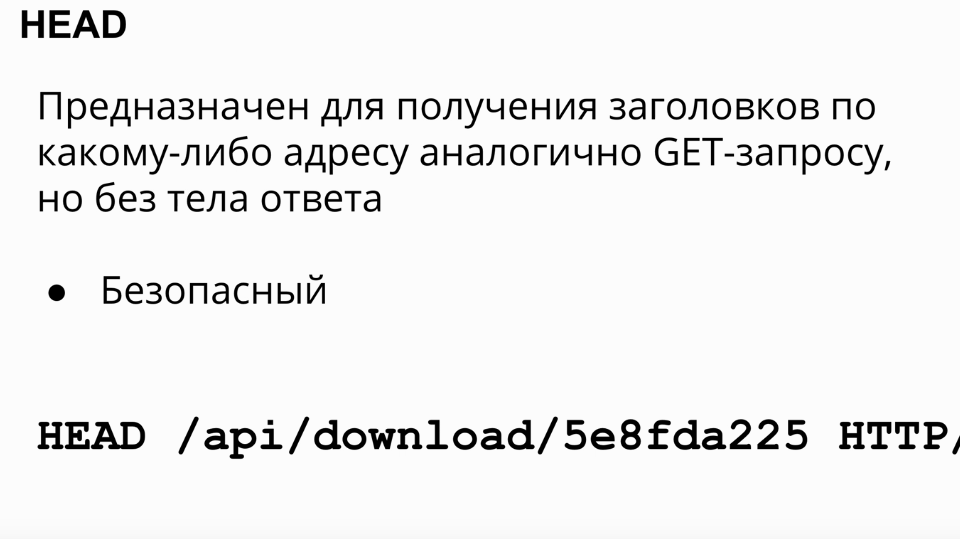 HEAD
Предназначен для получения заголовков по
какому-либо адресу аналогично GET-запросу,
но без тела ответа
● Безопасный
HEAD /api/download/5e8fda225 HTTP/